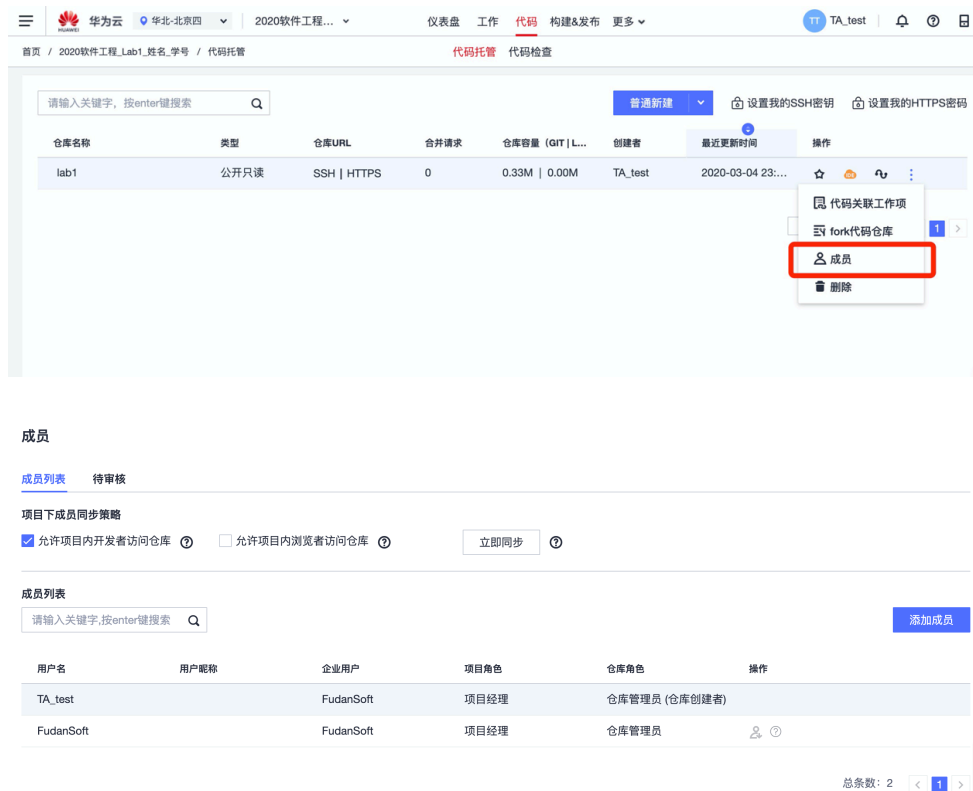 HUAWEI 华为云 华北-北京四 2020软件工程... 仪表盘 工作 代码 构建&发布 更多 TT TA_test
首页 / 2020软件工程_Lab1_姓名_学号 / 代码托管 代码托管 代码检查
请输入关键字，按enter键搜索 普通新建 设置我的SSH密钥 设置我的HTTPS密码
仓库名称 类型 仓库URL 合并请求 仓库容量（GIT | L... 创建者 最近更新时间 操作
lab1 公开只读 SSH | HTTPS 0 0.33M | 0.00M TA_test 2020-03-04 23:...
代码关联工作项
fork代码仓库 1
成员
删除
成员
成员列表 待审核
项目下成员同步策略
允许项目内开发者访问仓库 允许项目内浏览者访问仓库 立即同步
成员列表
请输入关键字,按enter键搜索 添加成员
用户名 用户昵称 企业用户 项目角色 仓库角色 操作
TA_test FudanSoft 项目经理 仓库管理员 (仓库创建者)
FudanSoft FudanSoft 项目经理 仓库管理员
总条数: 2 1